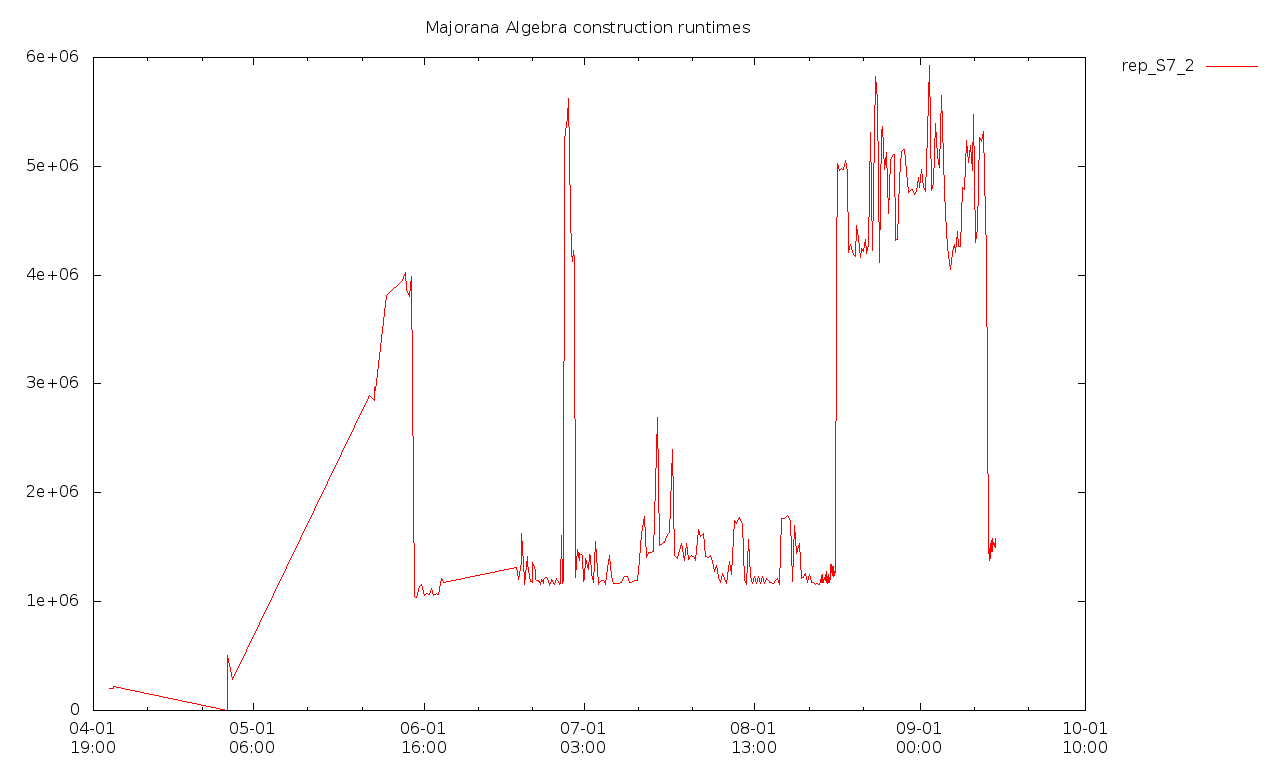 Majorana Algebra construction runtimes
rep_S7_2
6e+06
5e+06
4e+06
3e+06
2e+06
1e+06
0
04-01 05-01 06-01 07-01 08-01 09-01 10-01
19:00 06:00 16:00 03:00 13:00 00:00 10:00